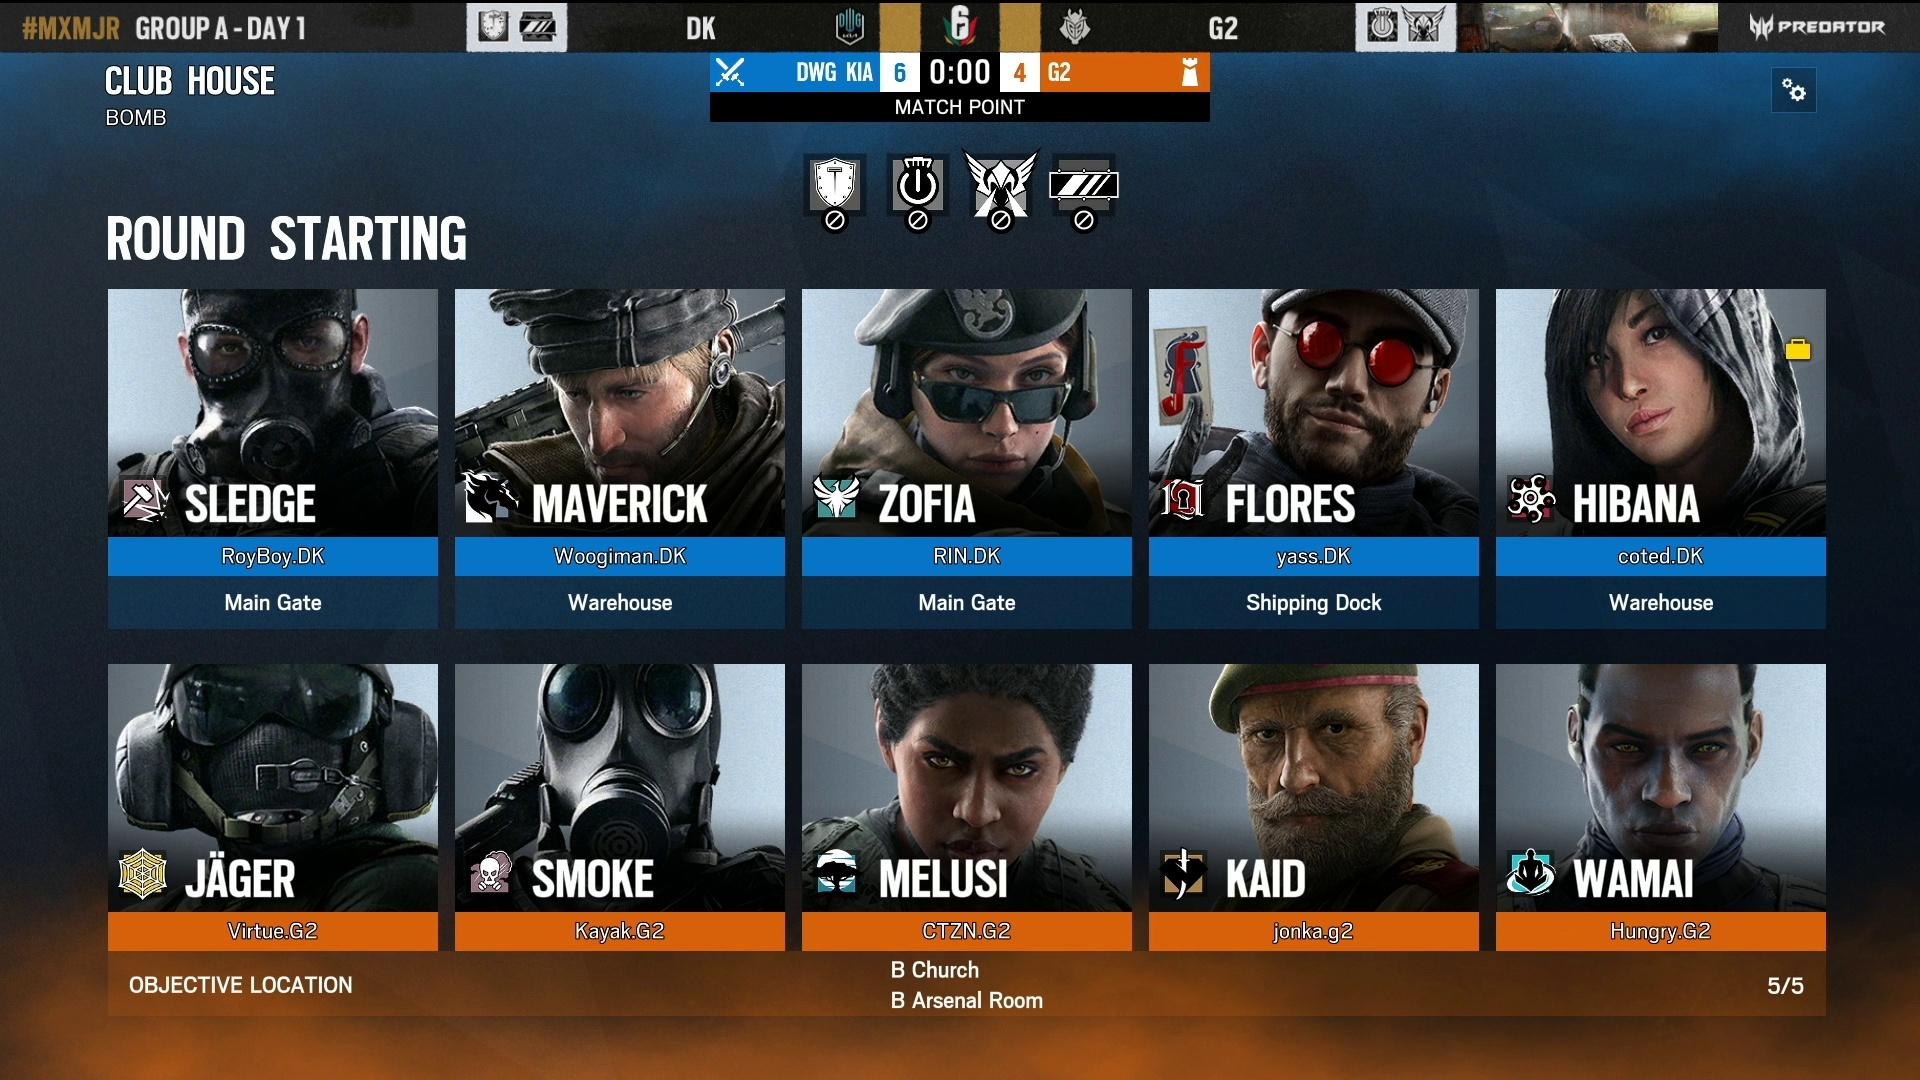 #MXMJR GROUP A - DAY 1
DK
6
G2
PREDATOR
CLUB HOUSE
BOMB
DWG KIA 6 0:00 4 G2
MATCH POINT
ROUND STARTING
SLEDGE
RoyBoy.DK
Main Gate
MAVERICK
Woogiman.DK
Warehouse
ZOFIA
RIN.DK
Main Gate
FLORES
yass.DK
Shipping Dock
HIBANA
coted.DK
Warehouse
JÄGER
Virtue.G2
SMOKE
Kayak.G2
MELUSI
CTZN.G2
KAID
jonka.g2
WAMAI
Hungry.G2
OBJECTIVE LOCATION
B Church
B Arsenal Room
5/5